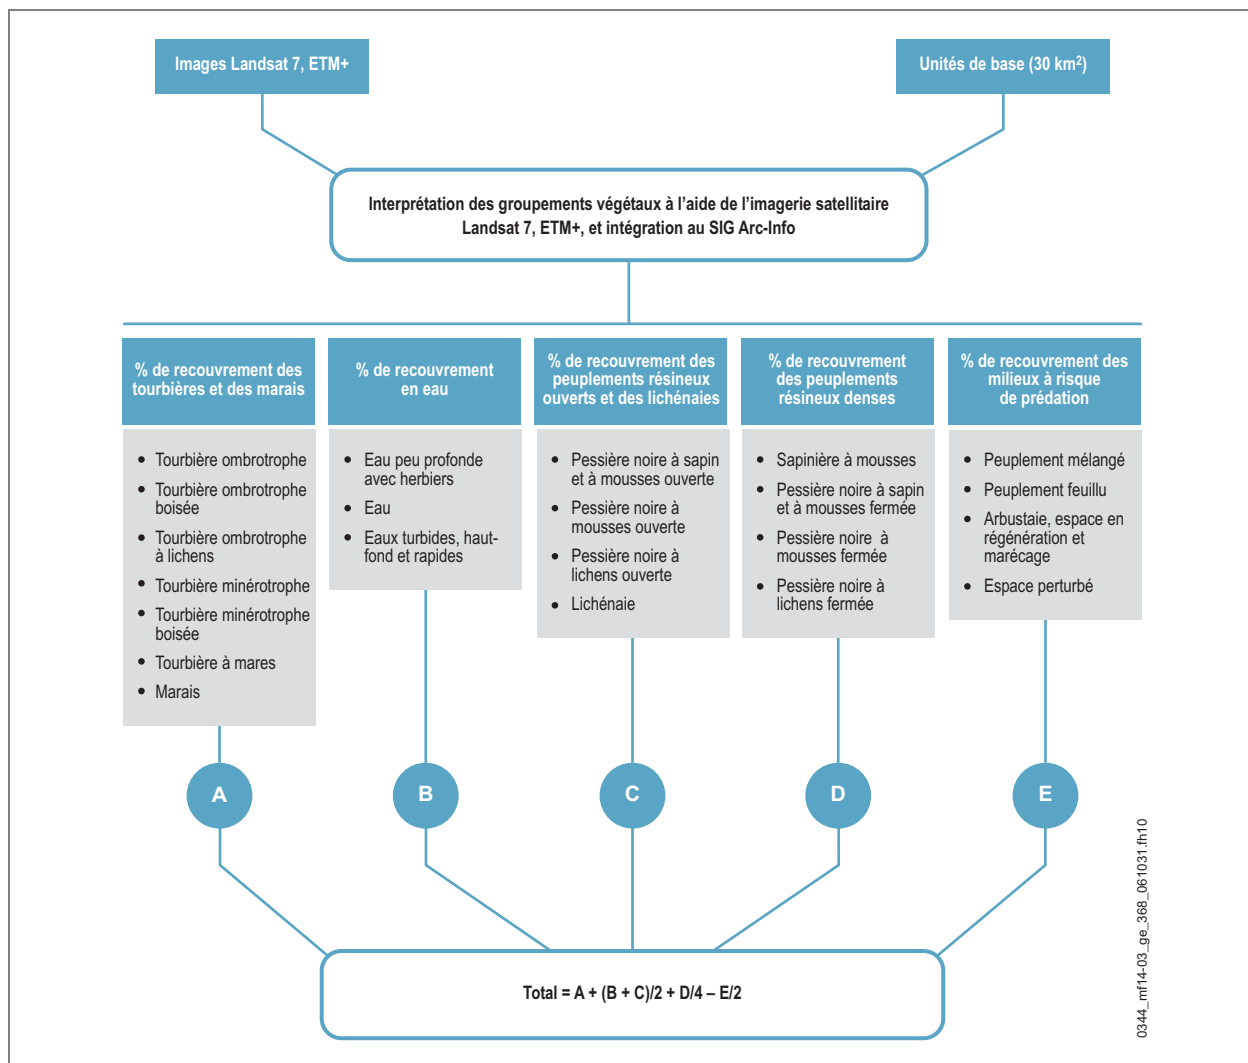 Images Landsat 7, ETM+
Unités de base (30 km²)
Interprétation des groupements végétaux à l'aide de l'imagerie satellitaire
Landsat 7, ETM+, et intégration au SIG Arc-Info
% de recouvrement des
tourbières et des marais
• Tourbière ombrotrophe
• Tourbière ombrotrophe
boisée
• Tourbière ombrotrophe
à lichens
• Tourbière minérotrophe
• Tourbière minérotrophe
boisée
• Tourbière à mares
• Marais
A
% de recouvrement
en eau
• Eau peu profonde
avec herbiers
• Eau
• Eaux turbides, haut-
fond et rapides
B
% de recouvrement des
peuplements résineux
ouverts et des lichénaies
• Pessière noire à sapin
et à mousses ouverte
• Pessière noire à
mousses ouverte
• Pessière noire à
lichens ouverte
• Lichénaie
C
% de recouvrement
des peuplements
résineux denses
• Sapinière à mousses
• Pessière noire à sapin
et à mousses fermée
• Pessière noire à
mousses fermée
• Pessière noire à
lichens fermée
D
% de recouvrement des
milieux à risque
de prédation
• Peuplement mélangé
• Peuplement feuillu
• Arbustaie, espace en
régénération et
marécage
• Espace perturbé
E
Total = A + (B + C)/2 + D/4 – E/2
0344_mf14-03_ge_368_061031.fh10